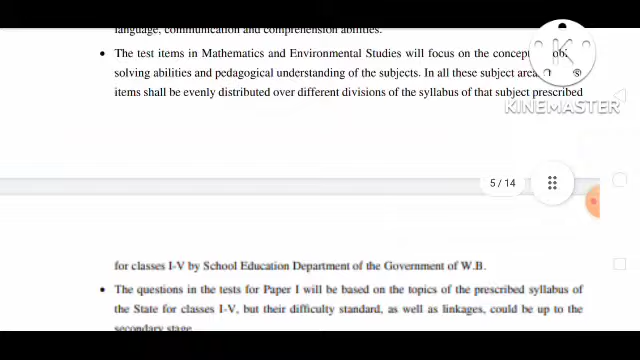 language, communication and comprehension abilities.
• The test items in Mathematics and Environmental Studies will focus on the concept
solving abilities and pedagogical understanding of the subjects. In all these subject
items shall be evenly distributed over different divisions of the syllabus of that subject prescribed
K
KINEMASTER
5 / 14
for classes I-V by School Education Department of the Government of W.B.
• The questions in the tests for Paper I will be based on the topics of the prescribed syllabus of
the State for classes I-V, but their difficulty standard, as well as linkages, could be up to the
secondary stage